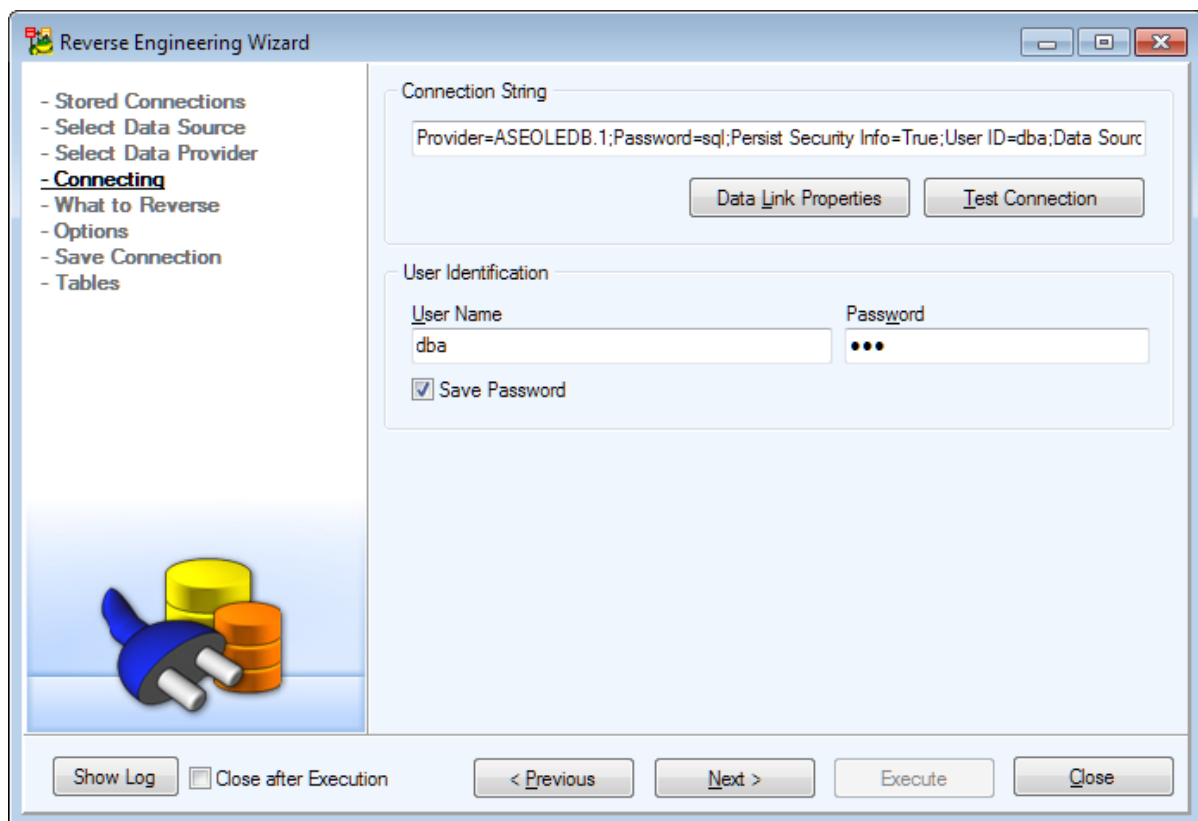 Reverse Engineering Wizard
- Stored Connections
- Select Data Source
- Select Data Provider
- Connecting
- What to Reverse
- Options
- Save Connection
- Tables
Connection String
Provider=ASEOLEDB.1;Password=sql;Persist Security Info=True;User ID=dba;Data Sourc
Data Link Properties
Test Connection
User Identification
User Name
Password
dba
●●●
Save Password
Show Log
Close after Execution
< Previous
Next >
Execute
Close